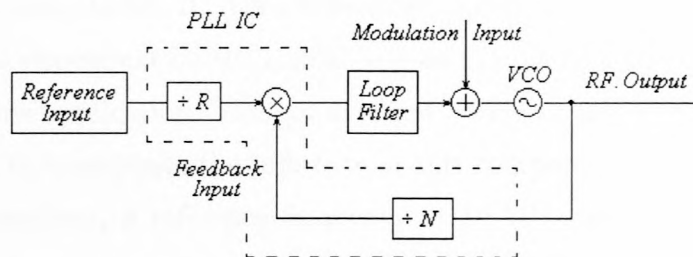 PLL IC
Modulation Input
VCO
RF. Output
Reference
Input
÷ R
×
Loop
Filter
+
~
Feedback
Input
÷ N